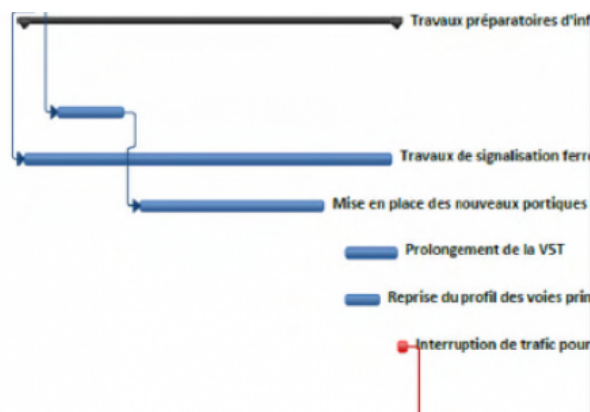 Travaux préparatoires d'inf
Travaux de signalisation ferro
Mise en place des nouveaux portiques
Prolongement de la VST
Reprise du profil des voies prin
Interruption de trafic pour